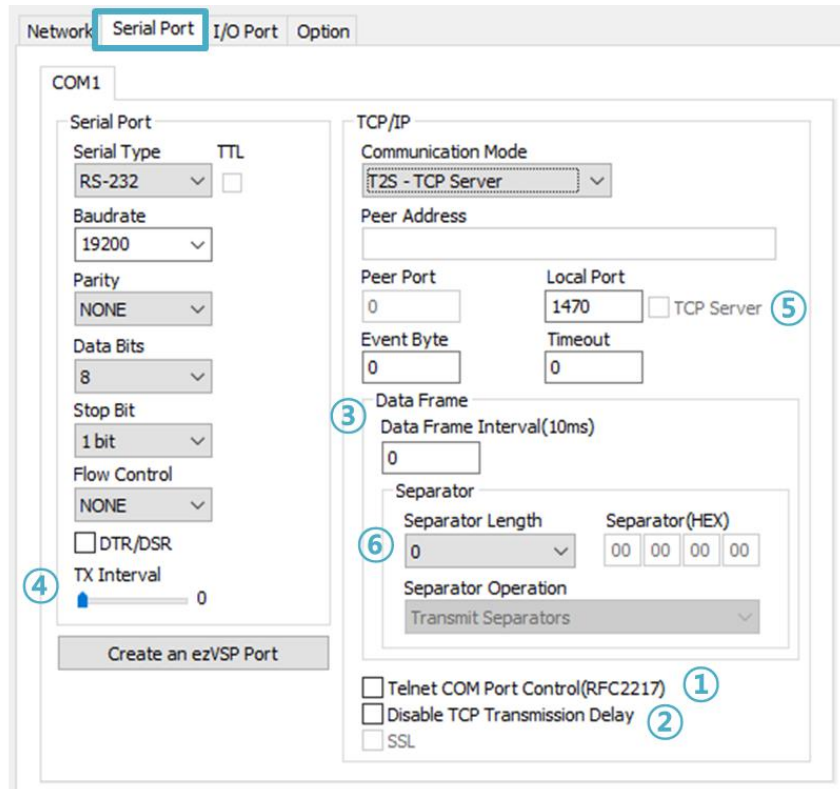 Network Serial Port I/O Port Option
COM1
Serial Port
Serial Type TTL
RS-232
Baudrate
19200
Parity
NONE
Data Bits
8
Stop Bit
1 bit
Flow Control
NONE
DTR/DSR
④ TX Interval
0
Create an ezVSP Port
TCP/IP
Communication Mode
T2S - TCP Server
Peer Address
Peer Port Local Port
0 1470 TCP Server ⑤
Event Byte Timeout
0 0
③ Data Frame
Data Frame Interval(10ms)
0
Separator
Separator Length Separator(HEX)
⑥ 0 00 00 00 00
Separator Operation
Transmit Separators
Telnet COM Port Control(RFC2217) ①
Disable TCP Transmission Delay ②
SSL